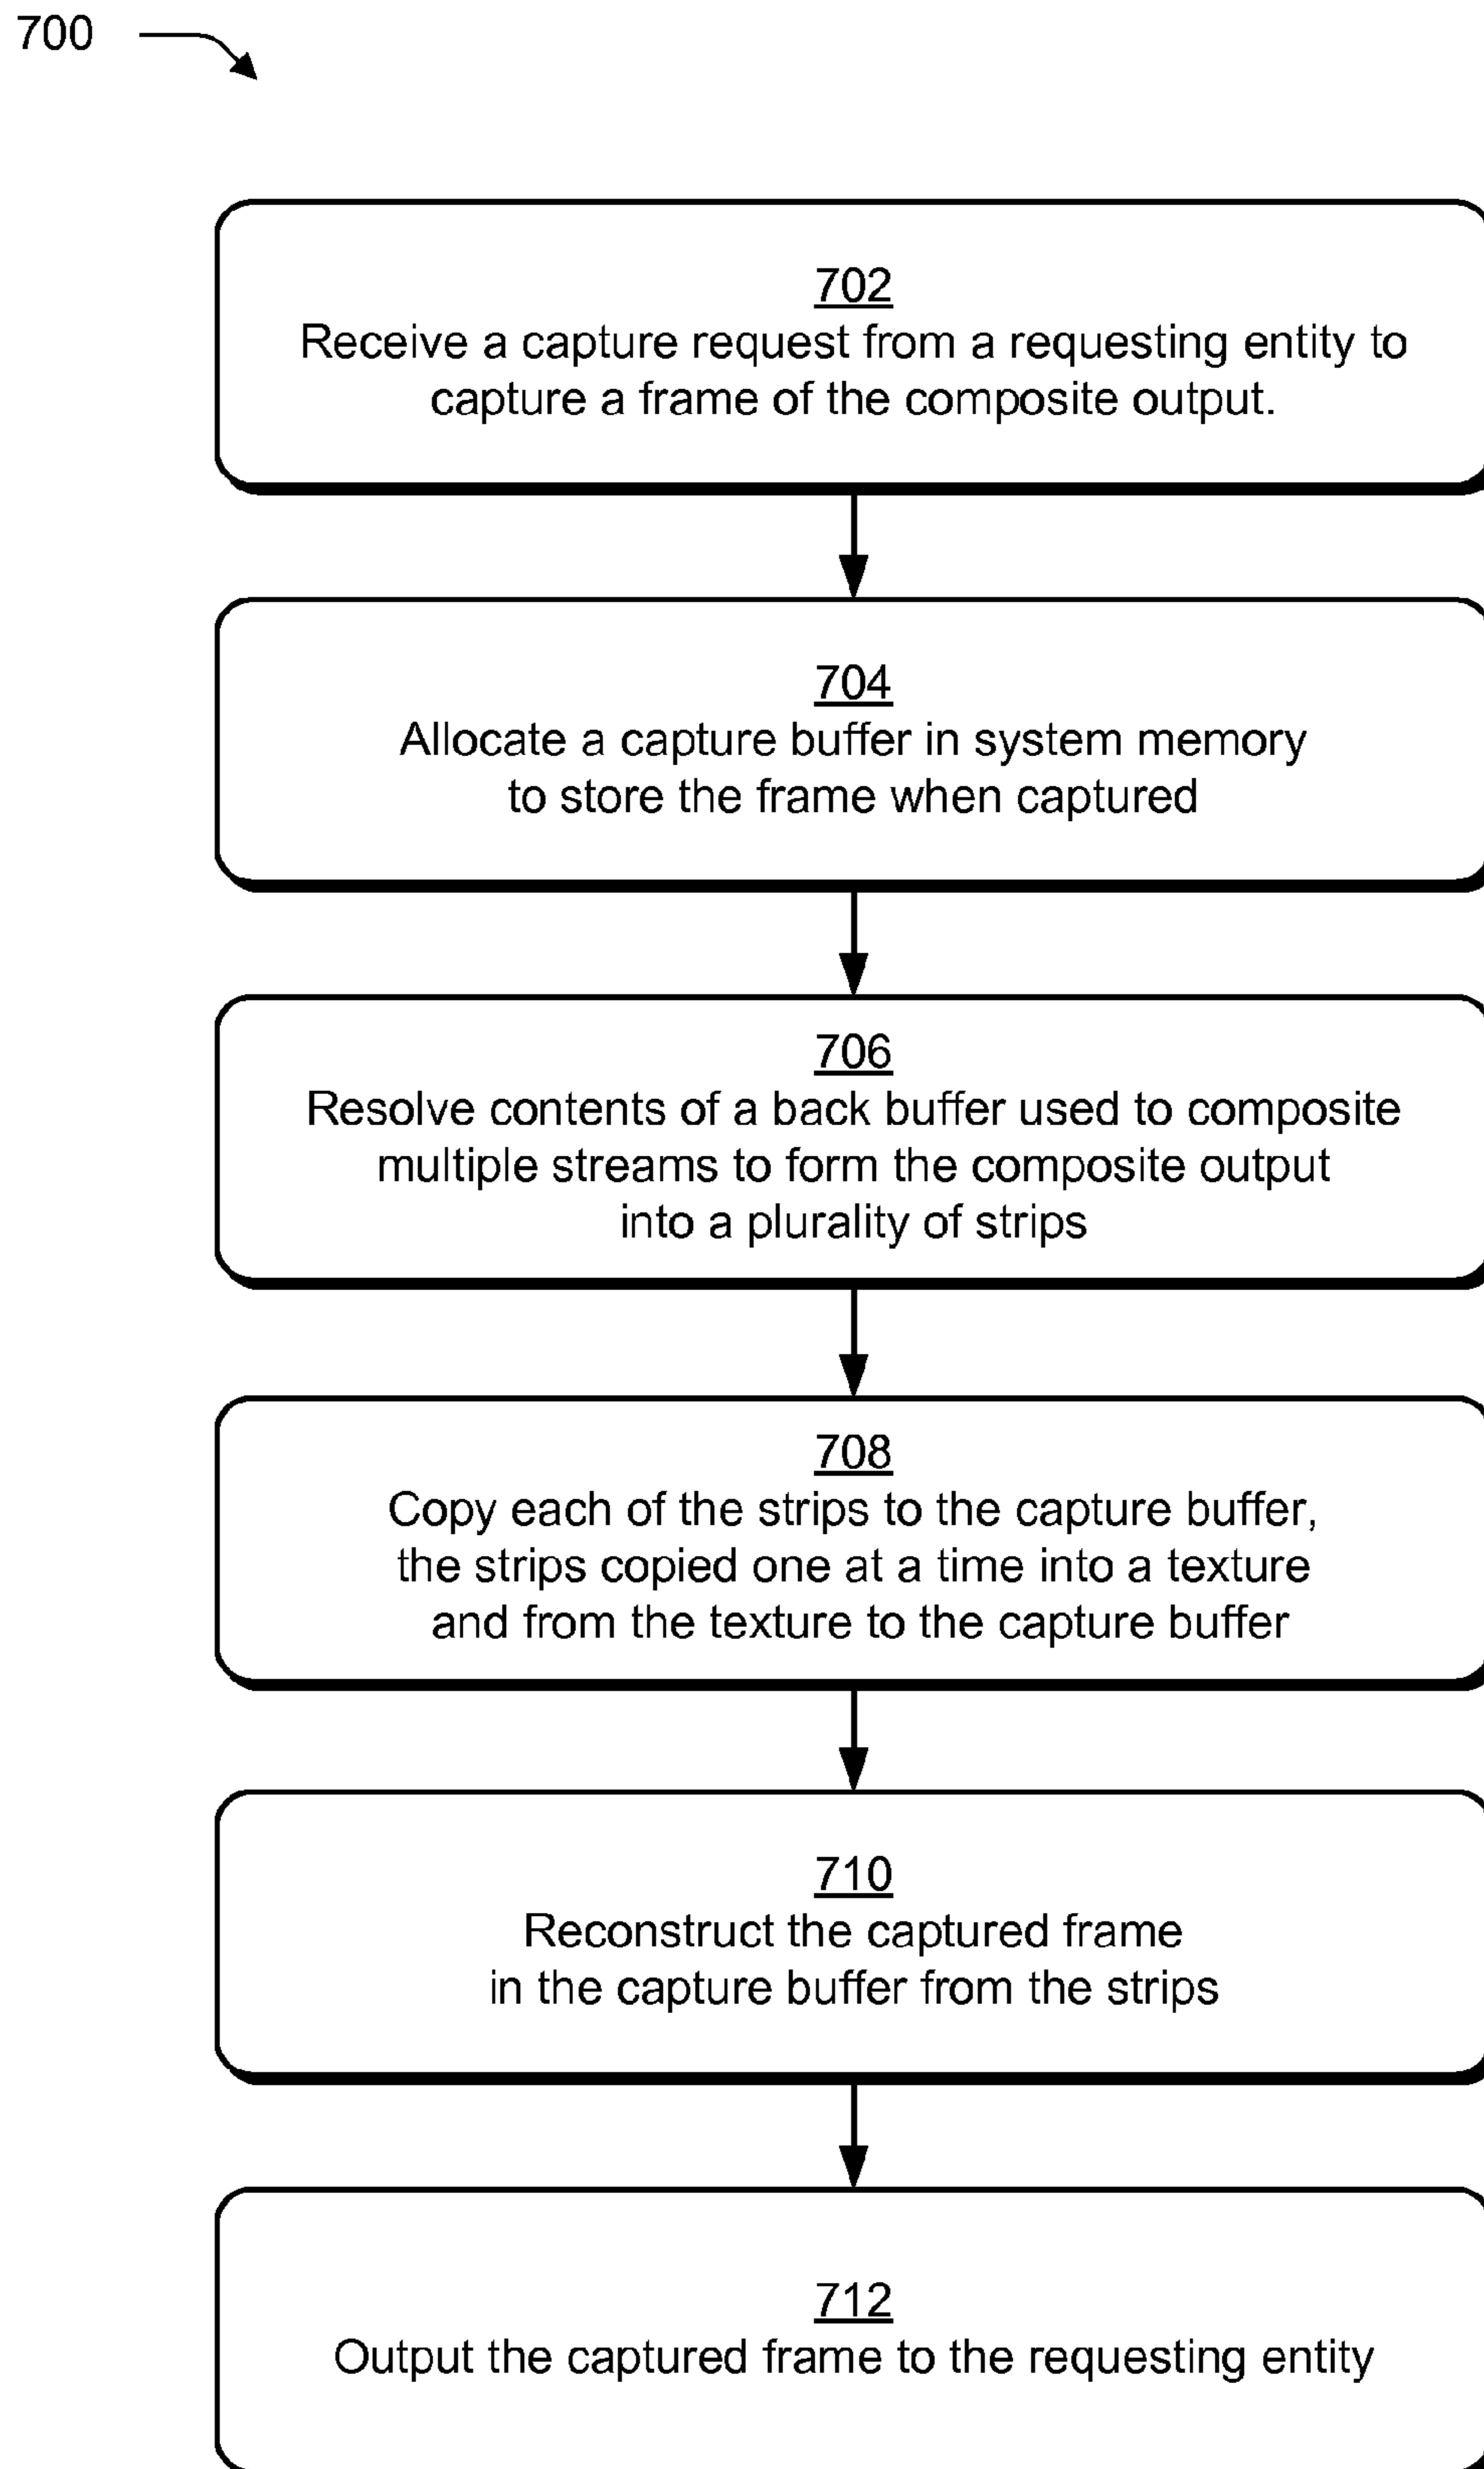 700
702
Receive a capture request from a requesting entity to
capture a frame of the composite output.
704
Allocate a capture buffer in system memory
to store the frame when captured
706
Resolve contents of a back buffer used to composite
multiple streams to form the composite output
into a plurality of strips
708
Copy each of the strips to the capture buffer,
the strips copied one at a time into a texture
and from the texture to the capture buffer
710
Reconstruct the captured frame
in the capture buffer from the strips
712
Output the captured frame to the requesting entity